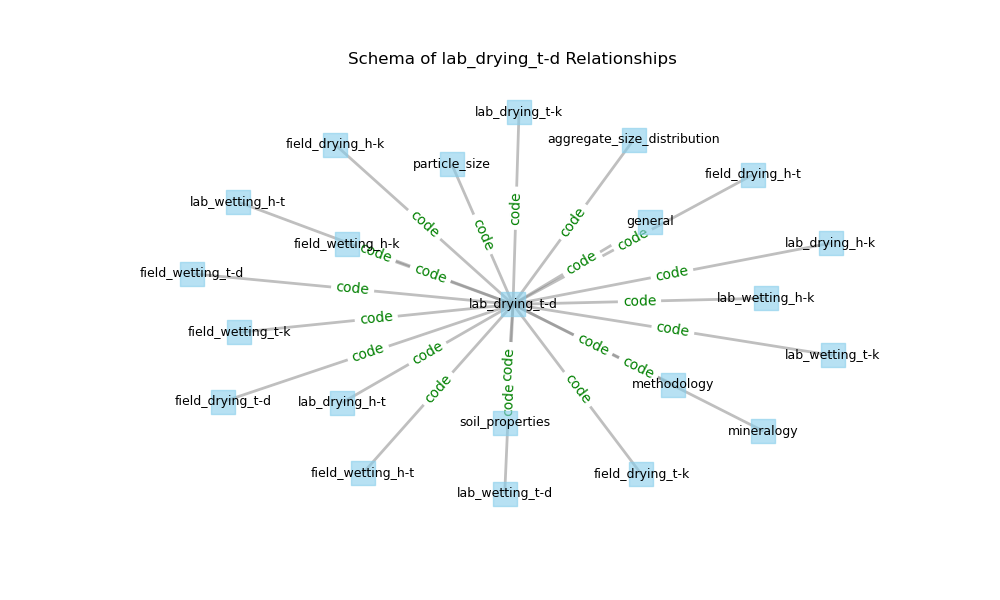 Schema of lab_drying_t-d Relationships
lab_drying_t-k
aggregate_size_distribution
field_drying_h-k
particle_size
field_drying_h-t
lab_wetting_h-t
code
code
general
code
code
code
field_wetting_h-k
code
lab_drying_h-k
code
code
field_wetting_t-d
code
code
code
lab_wetting_h-k
lab_drying_t-d
code
field_wetting_t-k
code
code
code
code
lab_wetting_t-k
code
code
code
methodology
code
code
field_drying_t-d
lab_drying_h-t
code
soil_properties
mineralogy
field_wetting_h-t
field_drying_t-k
lab_wetting_t-d